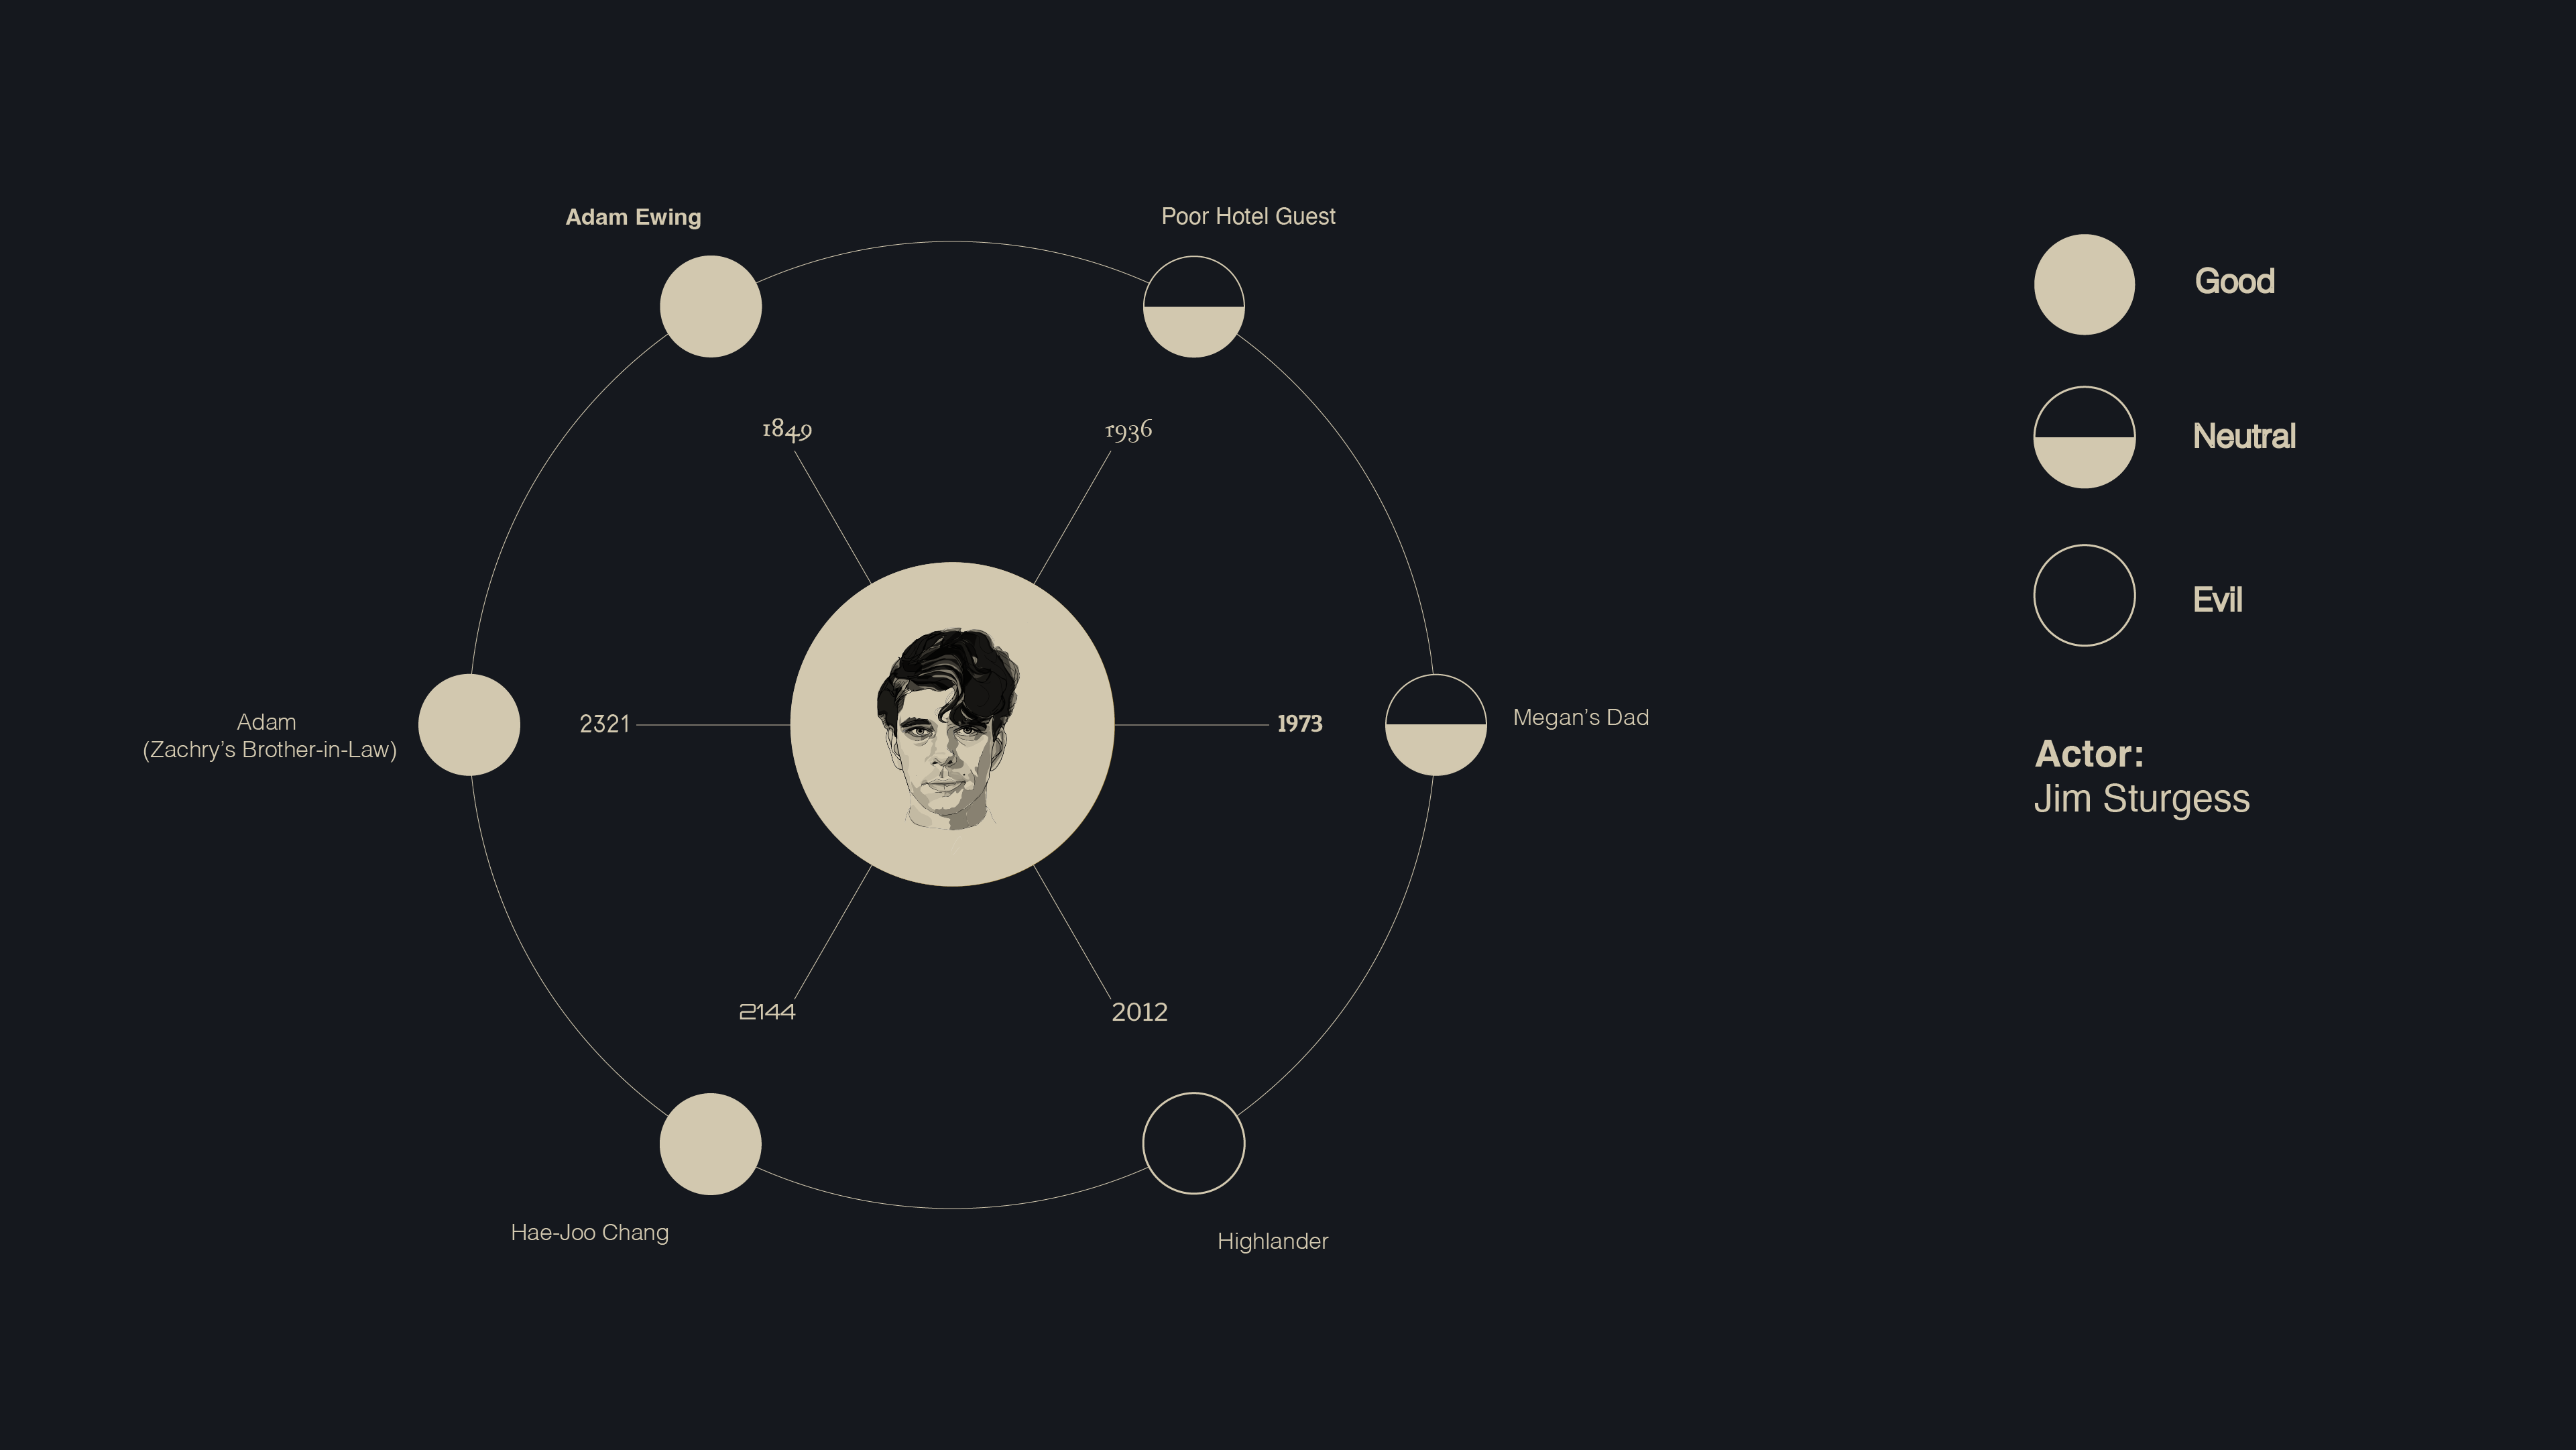 Adam Ewing
Poor Hotel Guest
1849
1936
Adam
(Zachry’s Brother-in-Law)
2321
1973
Megan’s Dad
2144
2012
Hae-Joo Chang
Highlander
Good
Neutral
Evil
Actor:
Jim Sturgess